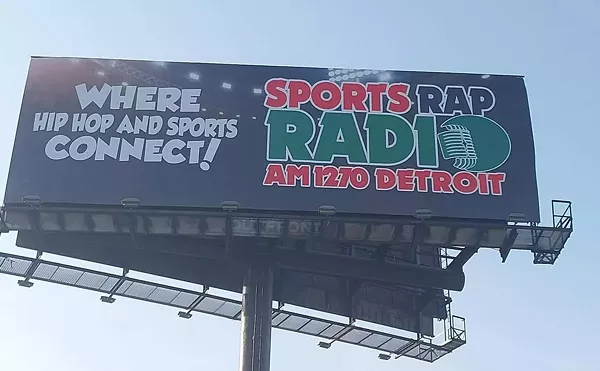 WHERE
HIP HOP AND SPORTS
CONNECT!
SPORTS RAP
RADIO
AM 1270 DETROIT